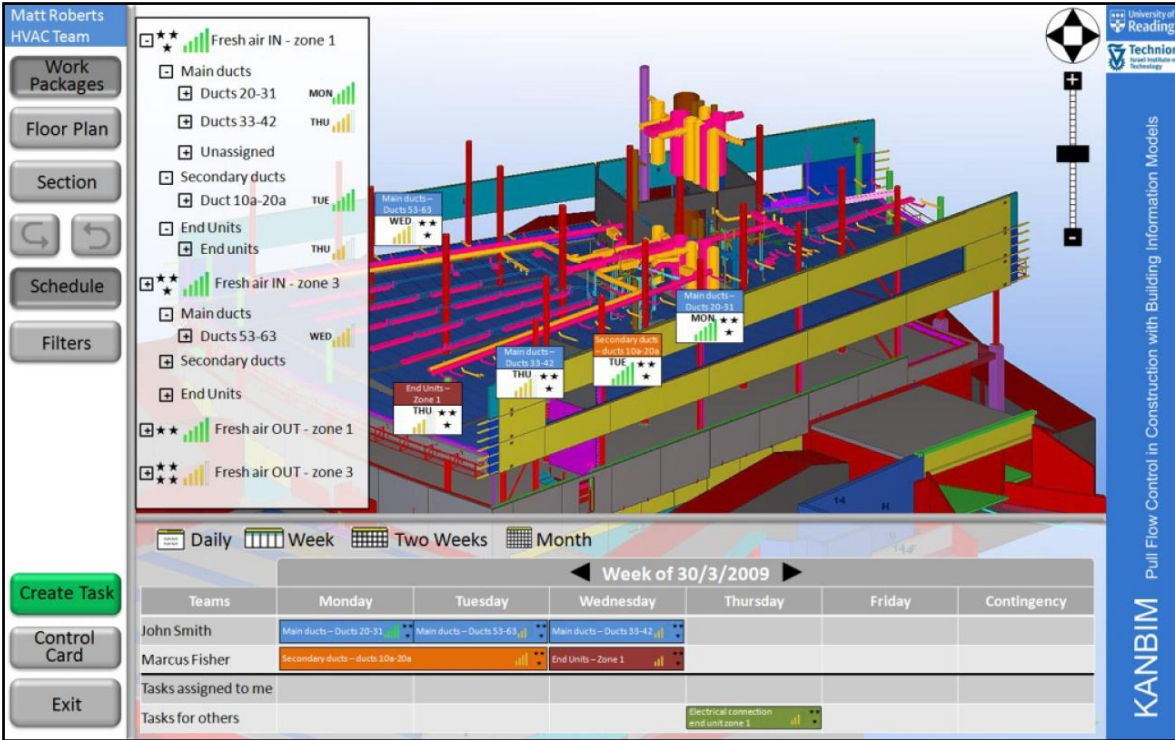 Matt Roberts
HVAC Team
Work
Packages
Floor Plan
Section
Schedule
Filters
Create Task
Control
Card
Exit
Fresh air IN - zone 1
Main ducts
Ducts 20-31 MON
Ducts 33-42 THU
Unassigned
Secondary ducts
Duct 10a-20a TUE
End Units
End units THU
Fresh air IN - zone 3
Main ducts
Ducts 53-63 WED
Secondary ducts
End Units
Fresh air OUT - zone 1
Fresh air OUT - zone 3
Main ducts –
Ducts 53-63
WED
Main ducts –
Ducts 20-31
MON
Secondary ducts
– ducts 10a-20a
TUE
Main ducts –
Ducts 33-42
THU
End Units –
Zone 1
THU
14 H
Daily Week Two Weeks Month
Week of 30/3/2009
Teams Monday Tuesday Wednesday Thursday Friday Contingency
John Smith Main ducts – Ducts 20-31 Main ducts – Ducts 53-63 Main ducts – Ducts 33-42
Marcus Fisher Secondary ducts – ducts 10a-20a End Units – Zone 1
Tasks assigned to me
Tasks for others Electrical connection
end unit zone 1
University of
Reading
Technion
Israel Institute of
Technology
KANBIM Pull Flow Control in Construction with Building Information Models